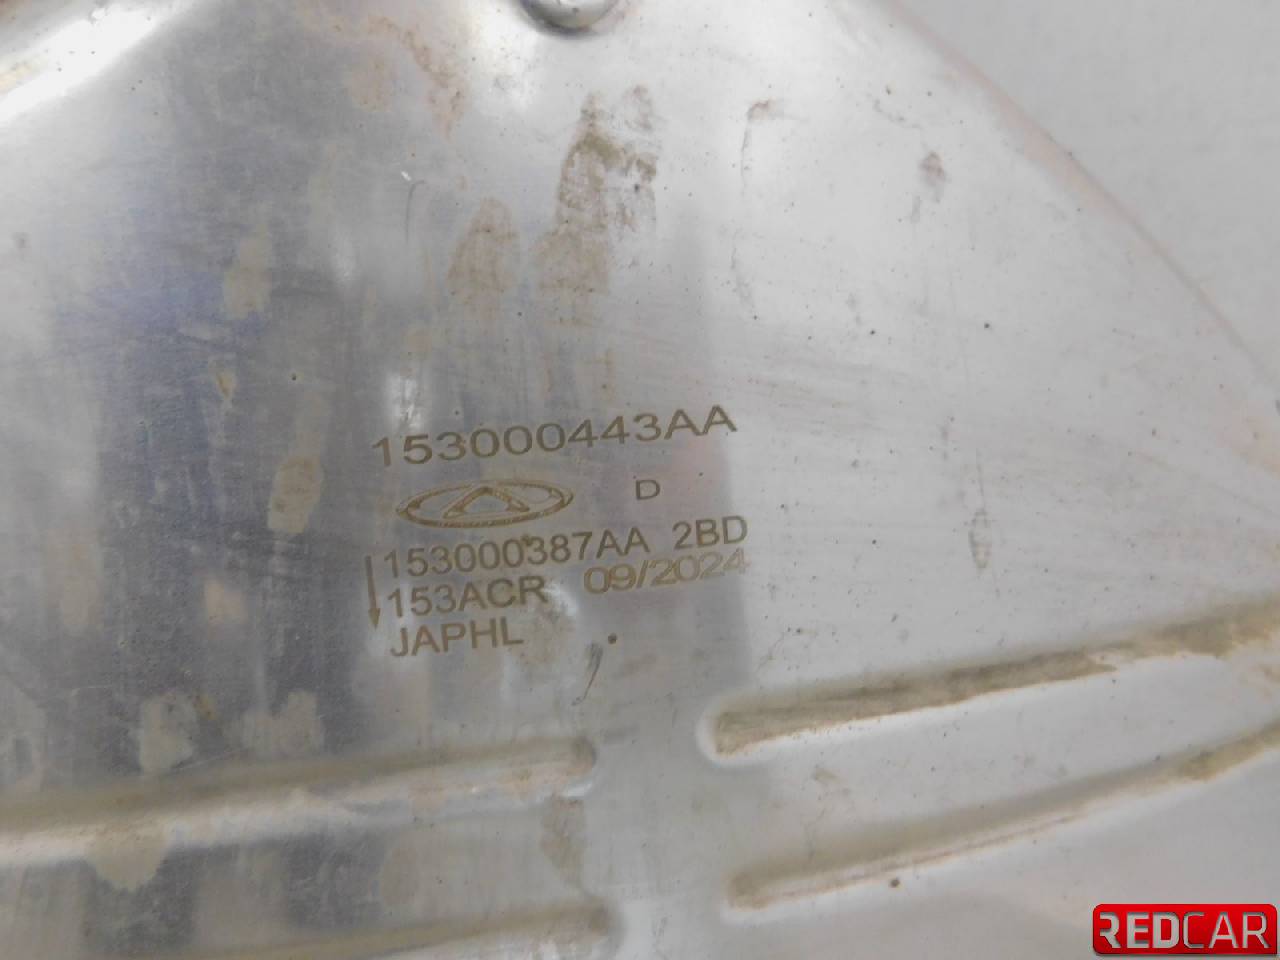 153000443AA
D
153000387AA 2BD
153ACR 09/2024
JAPHL
REDCAR